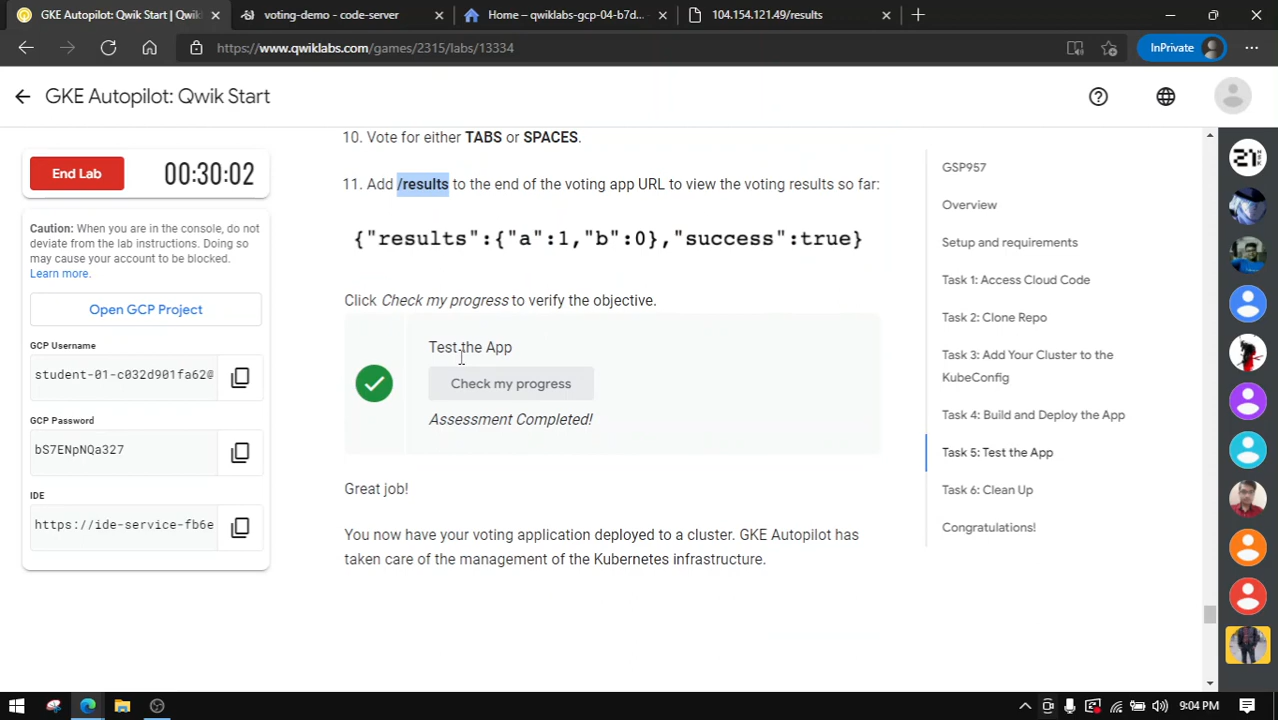 GKE Autopilot: Qwik Start | Qwikl
voting-demo - code-server
Home – qwiklabs-gcp-04-b7d...
104.154.121.49/results
https://www.qwiklabs.com/games/2315/labs/13334
InPrivate
GKE Autopilot: Qwik Start
End Lab
00:30:02
Caution: When you are in the console, do not
deviate from the lab instructions. Doing so
may cause your account to be blocked.
Learn more.
Open GCP Project
GCP Username
student-01-c032d901fa62@
GCP Password
bS7ENpNQa327
IDE
https://ide-service-fb6e
10. Vote for either TABS or SPACES.
11. Add /results to the end of the voting app URL to view the voting results so far:
{"results":{"a":1,"b":0},"success":true}
Click Check my progress to verify the objective.
Test the App
Check my progress
Assessment Completed!
Great job!
You now have your voting application deployed to a cluster. GKE Autopilot has
taken care of the management of the Kubernetes infrastructure.
GSP957
Overview
Setup and requirements
Task 1: Access Cloud Code
Task 2: Clone Repo
Task 3: Add Your Cluster to the
KubeConfig
Task 4: Build and Deploy the App
Task 5: Test the App
Task 6: Clean Up
Congratulations!
21
9:04 PM